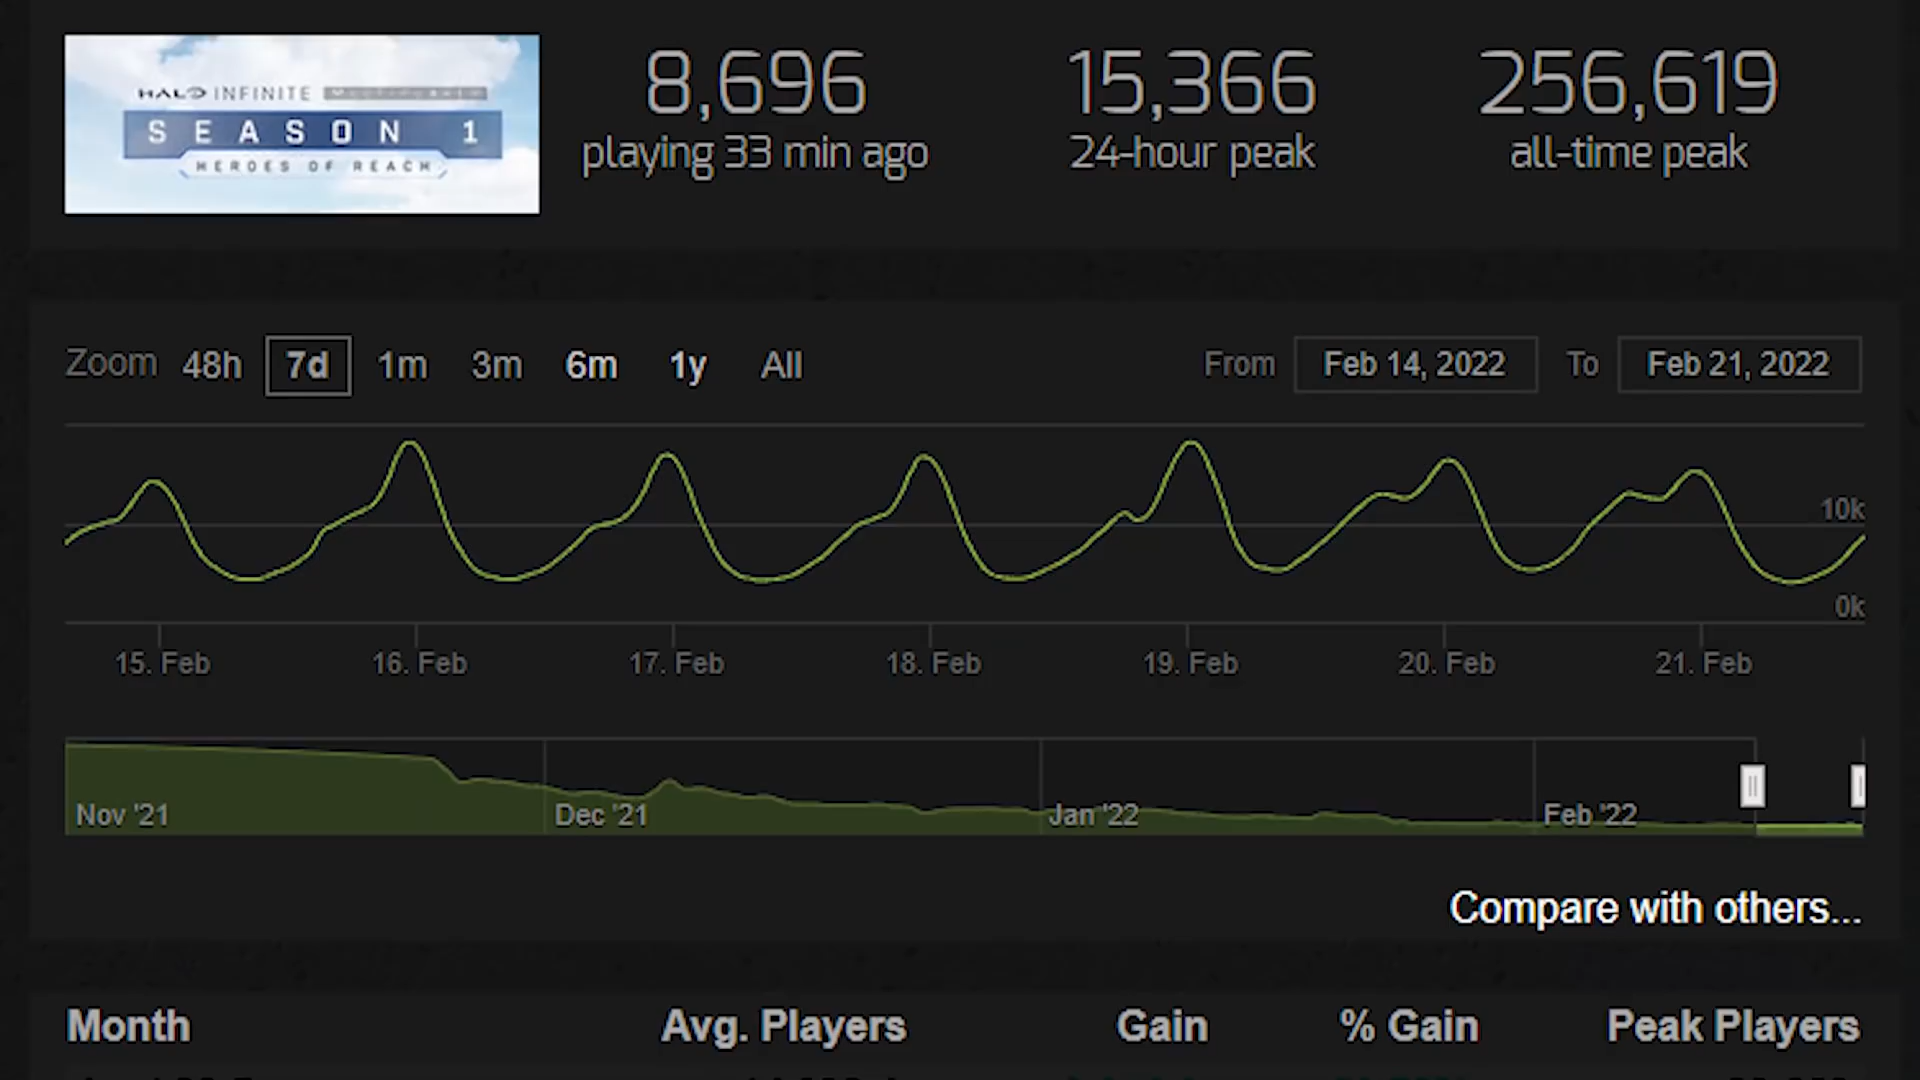 HALO INFINITE
SEASON 1
HEROES OF REACH
8,696
playing 33 min ago
15,366
24-hour peak
256,619
all-time peak
Zoom 48h 7d 1m 3m 6m 1y All
From Feb 14, 2022 To Feb 21, 2022
10k
0k
15. Feb 16. Feb 17. Feb 18. Feb 19. Feb 20. Feb 21. Feb
Nov '21 Dec '21 Jan '22 Feb '22
Compare with others...
Month Avg. Players Gain % Gain Peak Players